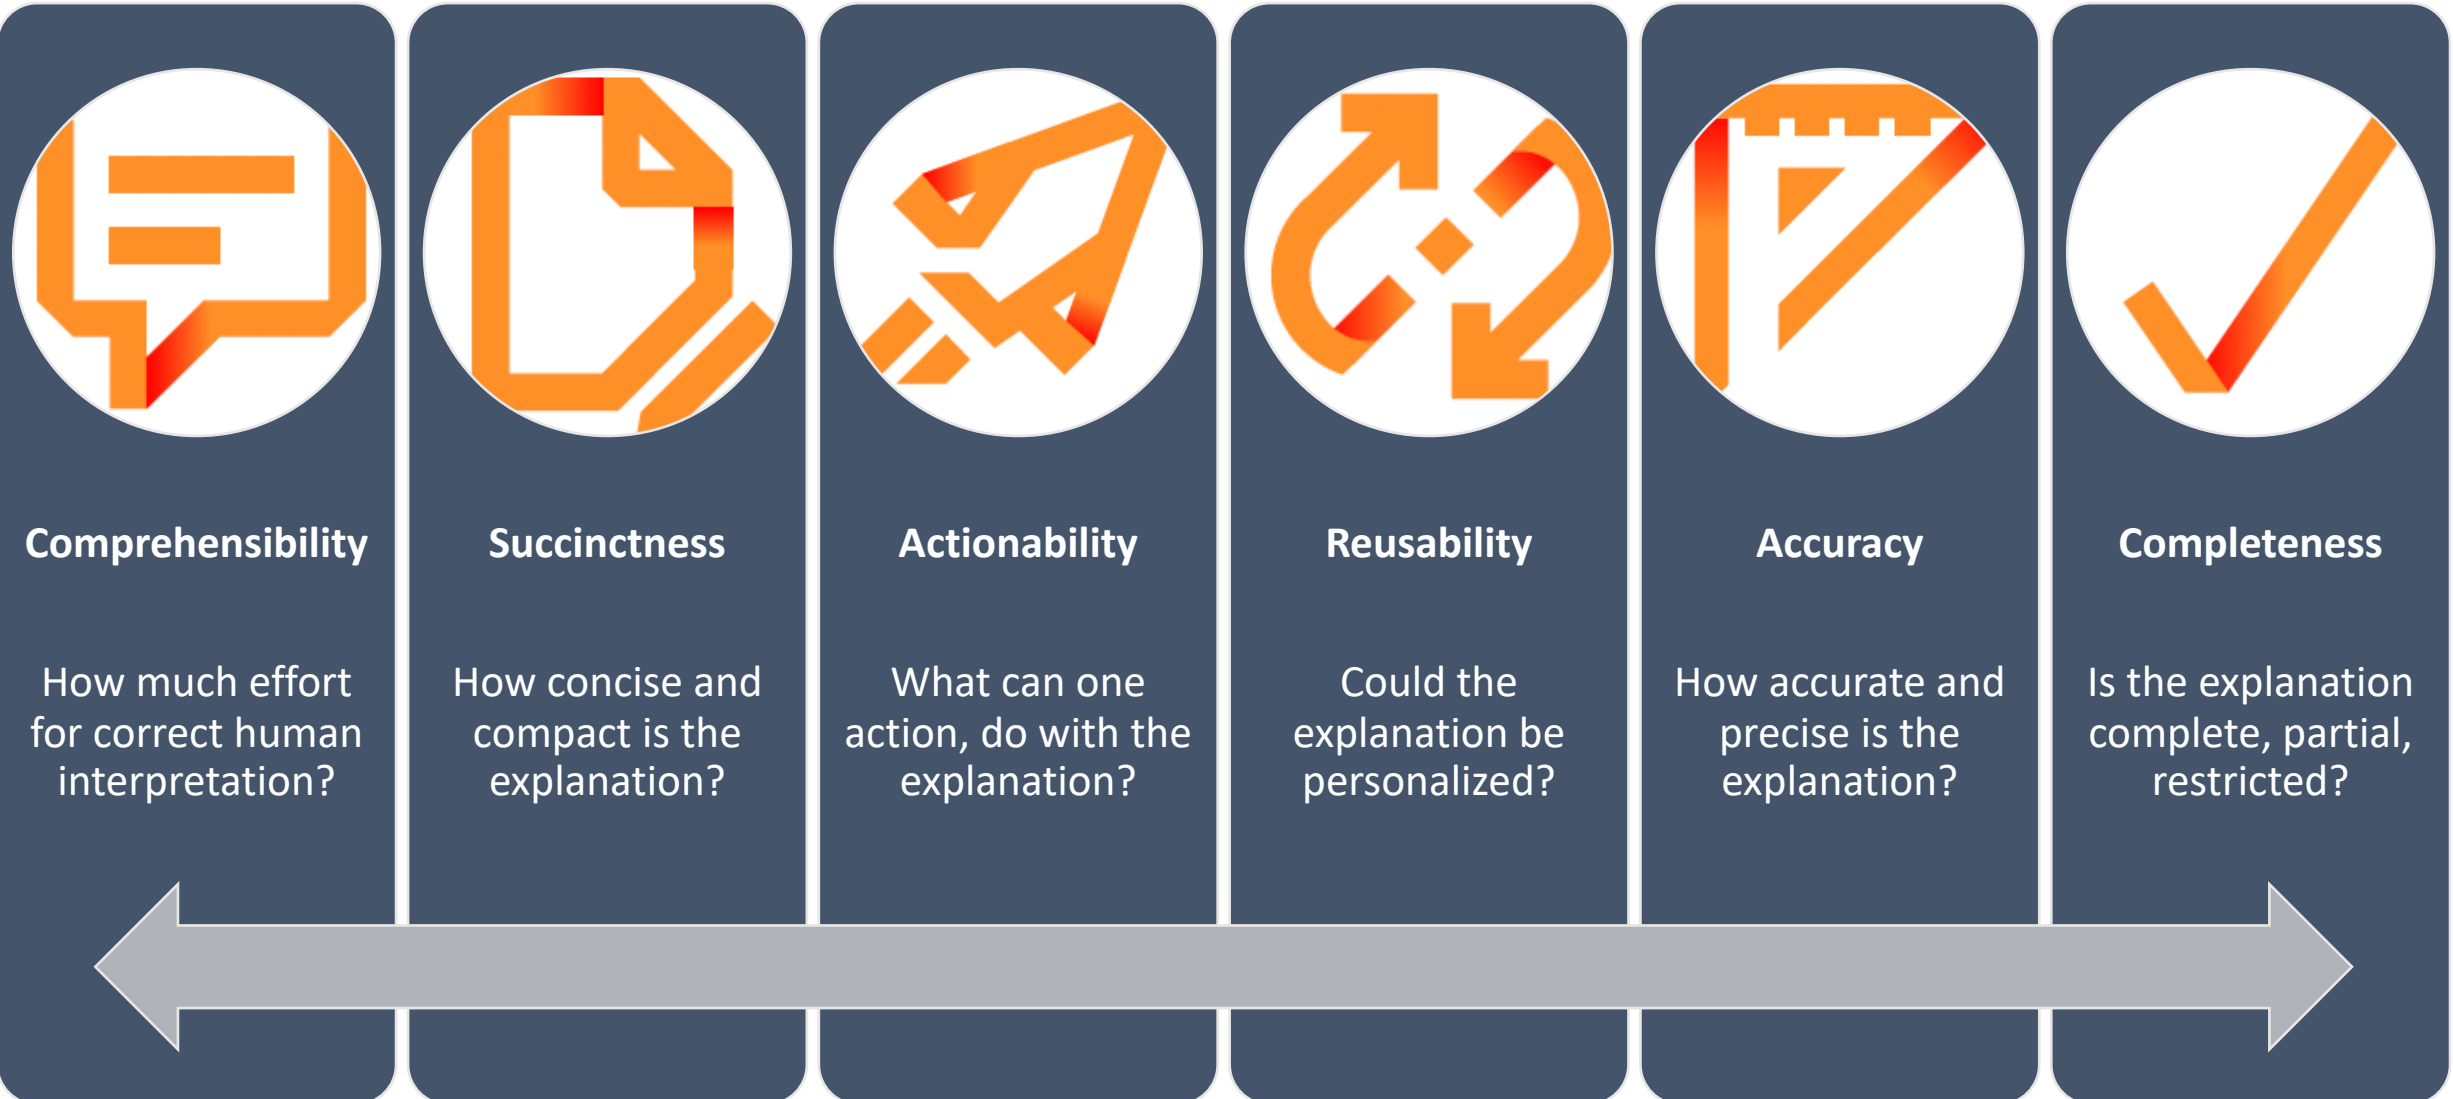 Comprehensibility
How much effort
for correct human
interpretation?
Succinctness
How concise and
compact is the
explanation?
Actionability
What can one
action, do with the
explanation?
Reusability
Could the
explanation be
personalized?
Accuracy
How accurate and
precise is the
explanation?
Completeness
Is the explanation
complete, partial,
restricted?